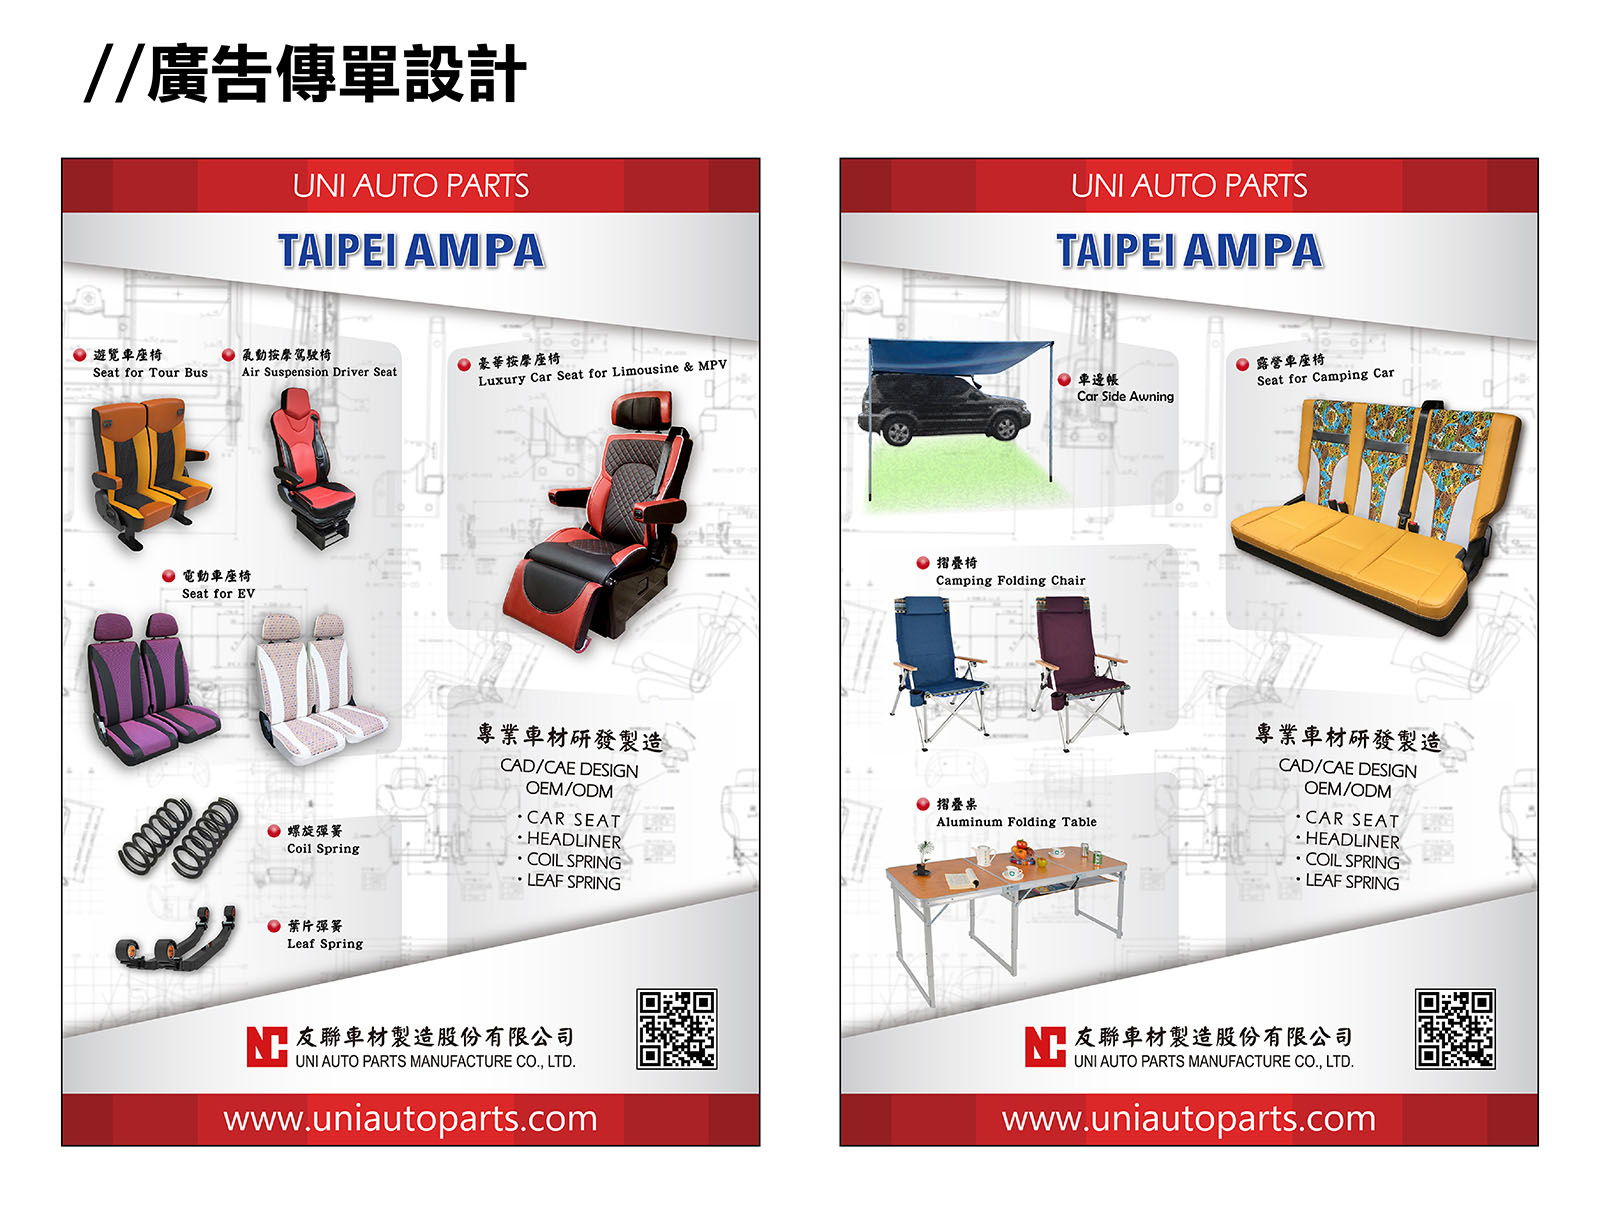 //廣告傳單設計
UNI AUTO PARTS
TAIPEI AMPA
遊覽車座椅
Seat for Tour Bus
氣動按摩駕駛椅
Air Suspension Driver Seat
豪華按摩座椅
Luxury Car Seat for Limousine & MPV
電動車座椅
Seat for EV
螺旋彈簧
Coil Spring
葉片彈簧
Leaf Spring
專業車材研發製造
CAD/CAE DESIGN
OEM/ODM
・CAR SEAT
・HEADLINER
・COIL SPRING
・LEAF SPRING
NC 友聯車材製造股份有限公司
UNI AUTO PARTS MANUFACTURE CO., LTD.
www.uniautoparts.com
UNI AUTO PARTS
TAIPEI AMPA
車邊帳
Car Side Awning
露營車座椅
Seat for Camping Car
摺疊椅
Camping Folding Chair
摺疊桌
Aluminum Folding Table
專業車材研發製造
CAD/CAE DESIGN
OEM/ODM
・CAR SEAT
・HEADLINER
・COIL SPRING
・LEAF SPRING
NC 友聯車材製造股份有限公司
UNI AUTO PARTS MANUFACTURE CO., LTD.
www.uniautoparts.com